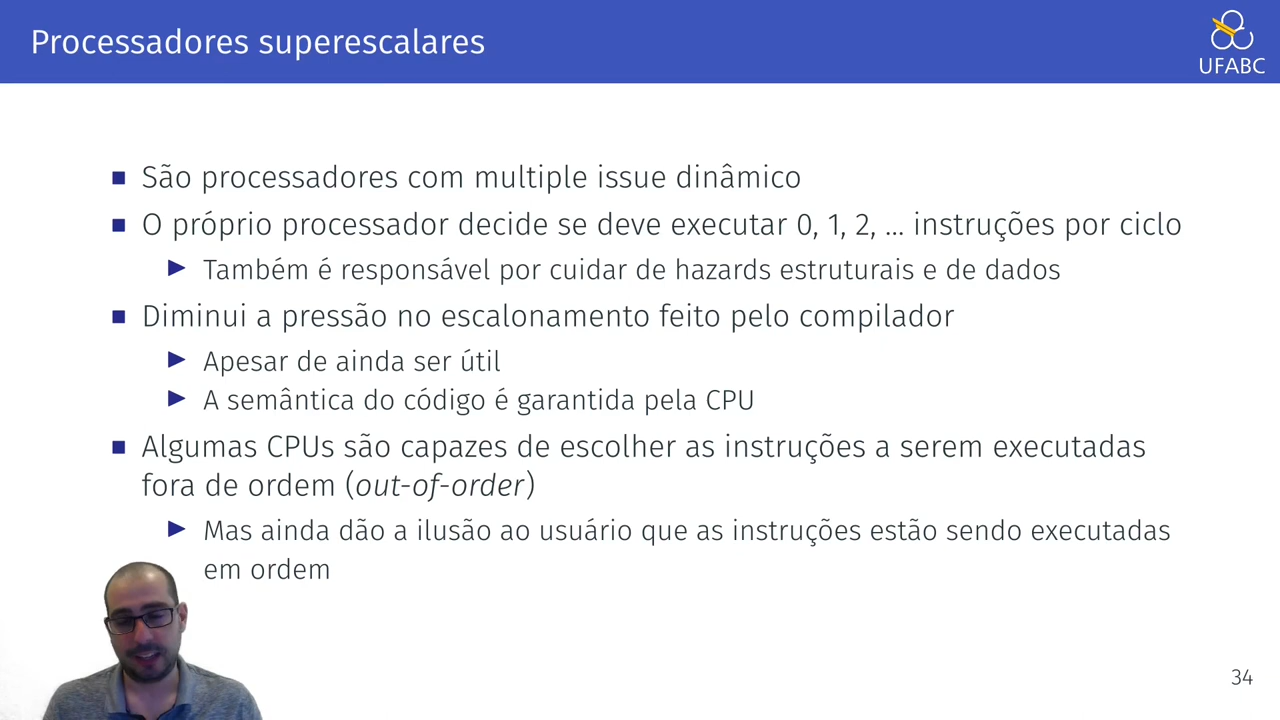 Processadores superescalares
UFABC
São processadores com multiple issue dinâmico
O próprio processador decide se deve executar 0, 1, 2, ... instruções por ciclo
Também é responsável por cuidar de hazards estruturais e de dados
Diminui a pressão no escalonamento feito pelo compilador
Apesar de ainda ser útil
A semântica do código é garantida pela CPU
Algumas CPUs são capazes de escolher as instruções a serem executadas
fora de ordem (out-of-order)
Mas ainda dão a ilusão ao usuário que as instruções estão sendo executadas
em ordem
34